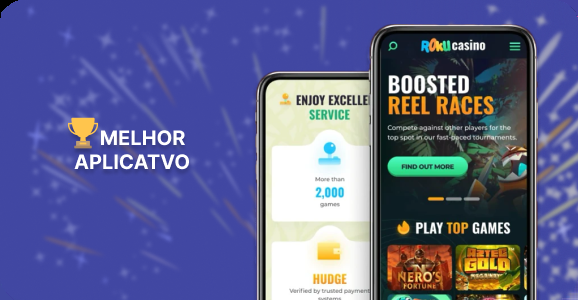 MELHOR
APLICATVO
ENJOY EXCELLE
SERVICE
More than
2,000
games
HUDGE
Verified by trusted payment
systems
ROKU casino
BOOSTED
REEL RACES
Compete against other players for the
top spot in our fast-paced tournaments.
FIND OUT MORE
PLAY TOP GAMES
NERO'S
FORTUNE
AZTEC
GOLD
MEGAWAYS